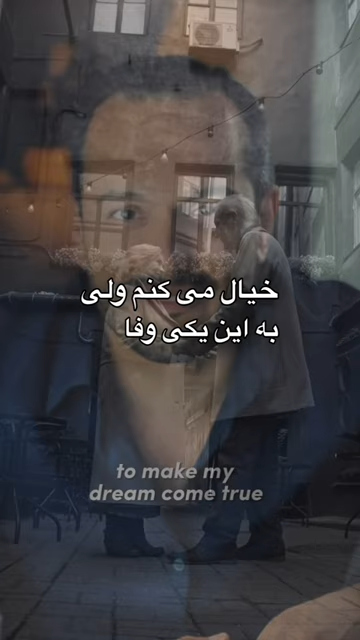 خیال می کنم ولی
به این یکی وفا
to make my
dream come true